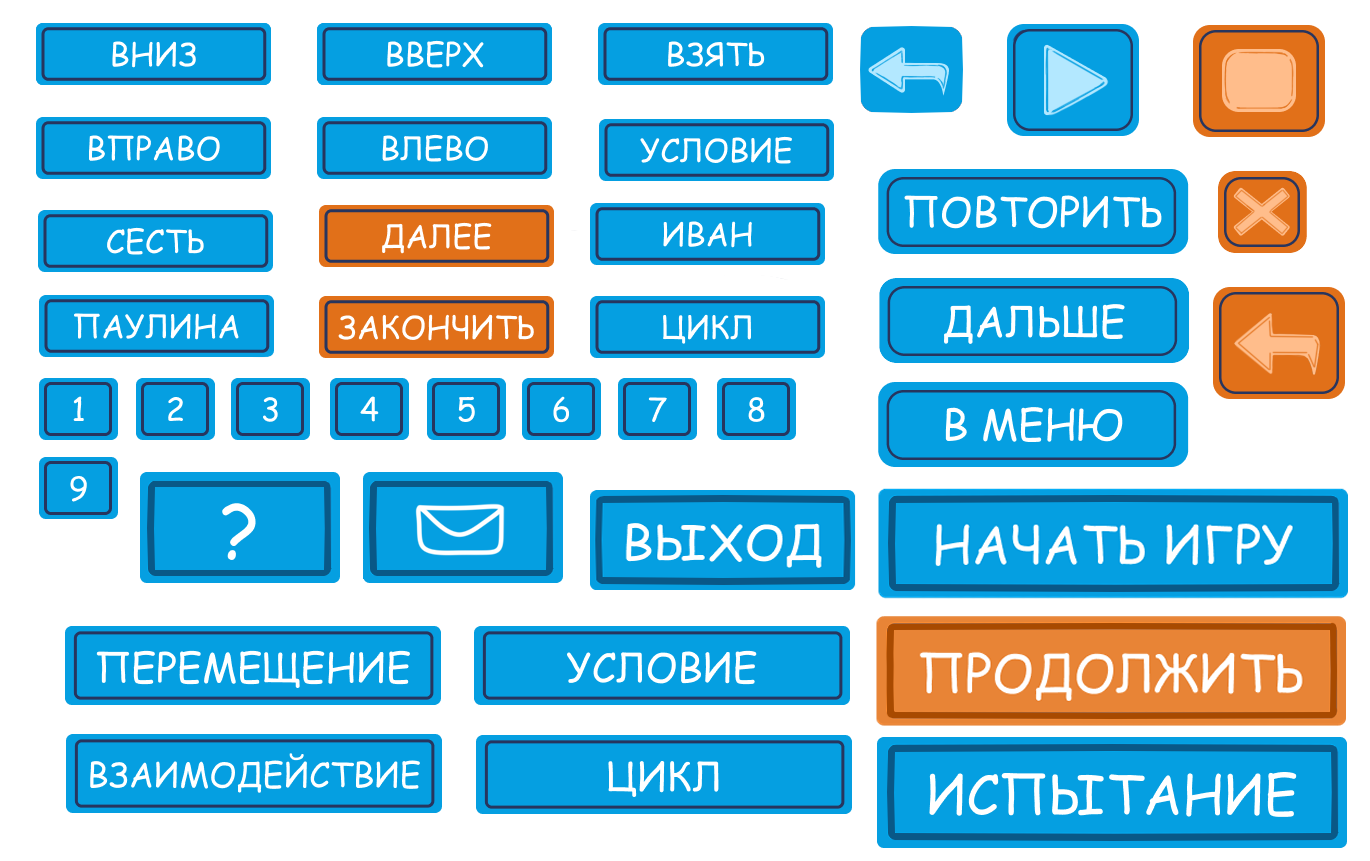 ВНИЗ
ВВЕРХ
ВЗЯТЬ
ВПРАВО
ВЛЕВО
УСЛОВИЕ
ПОВТОРИТЬ
СЕСТЬ
ДАЛЕЕ
ИВАН
ДАЛЬШЕ
ПАУЛИНА
ЗАКОНЧИТЬ
ЦИКЛ
1
2
3
4
5
6
7
8
В МЕНЮ
9
?
ВЫХОД
НАЧАТЬ ИГРУ
ПЕРЕМЕЩЕНИЕ
УСЛОВИЕ
ПРОДОЛЖИТЬ
ВЗАИМОДЕЙСТВИЕ
ЦИКЛ
ИСПЫТАНИЕ